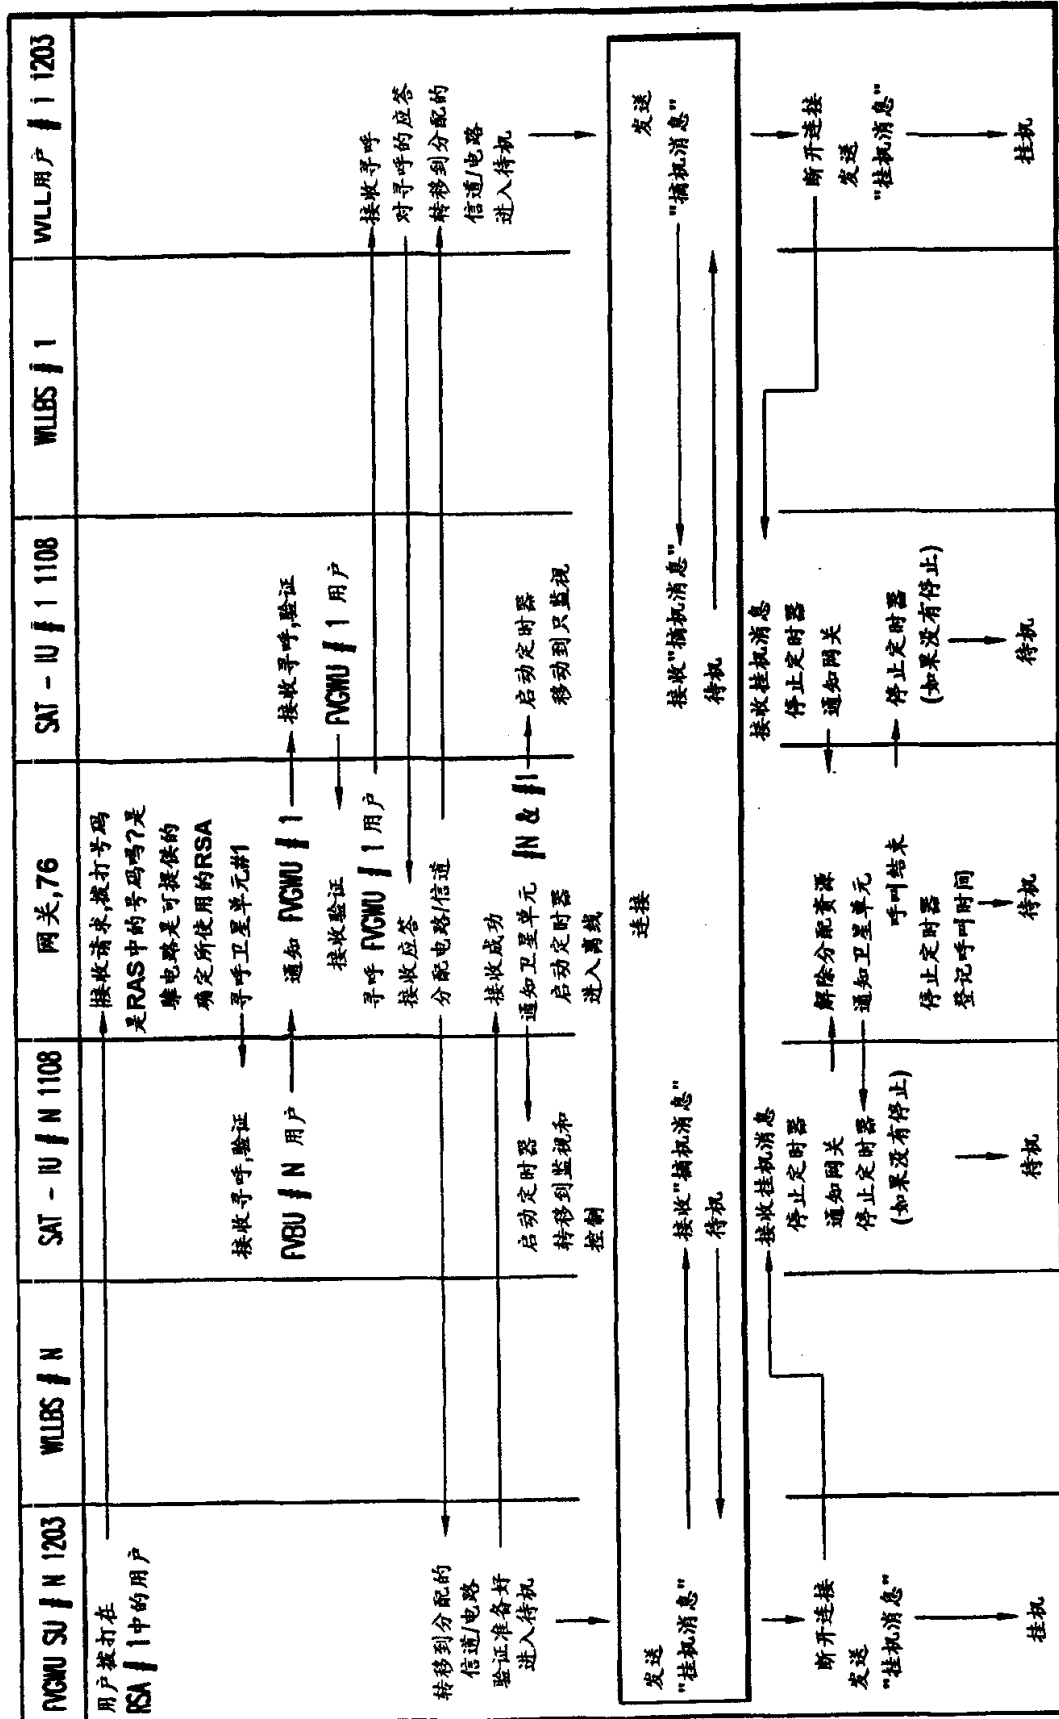 FVGWU SU # N 1203
WLLBS # N
SAT - IU # N 1108
网关,76
SAT - IU # 1 1108
WLLBS # 1
WLL用户 # 1 1203
用户拨打在
RSA # 1中的用户
接收请求,拨打号码
是RAS中的号码吗?是
哪电路是可提供的
确定所使用的RSA
寻呼卫星单元#1
接收寻呼,验证
FVBU # N 用户
通知 FVGWU # 1
接收寻呼,验证
FVGWU # 1 用户
接收验证
寻呼 FVGWU # 1 用户
接收寻呼
对寻呼的应答
接收应答
分配电路/信道
转移到分配的
信道/电路
进入待机
转移到分配的
信道/电路
验证准备好
进入待机
接收成功
通知卫星单元 #N & #1
启动定时器
进入离线
启动定时器
转移到监视和
控制
启动定时器
移动到只监视
连接
发送
"挂机消息"
接收"摘机消息"
待机
接收"摘机消息"
待机
发送
"摘机消息"
断开连接
发送
"挂机消息"
挂机
接收挂机消息
停止定时器
通知网关
停止定时器
(如果没有停止)
待机
解除分配资源
通知卫星单元
呼叫结束
停止定时器
登记呼叫时间
待机
接收挂机消息
停止定时器
通知网关
停止定时器
(如果没有停止)
待机
断开连接
发送
"挂机消息"
挂机